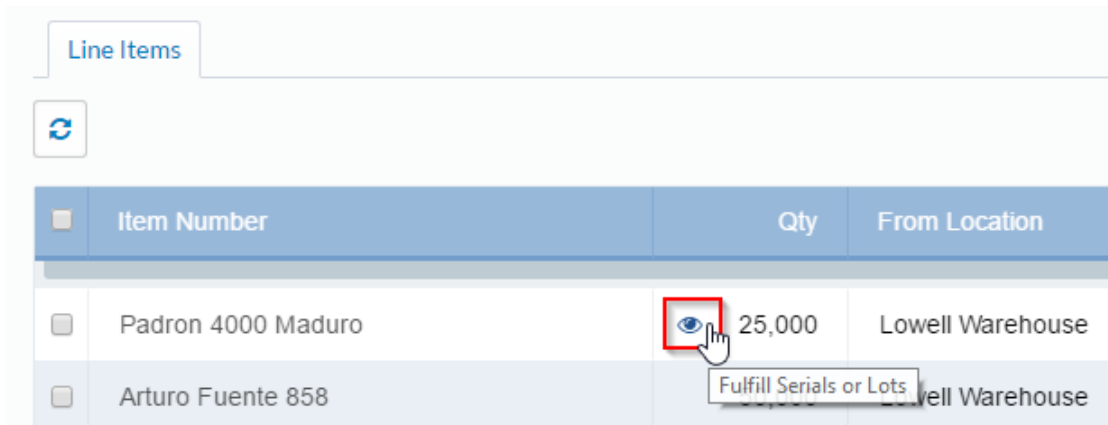 Line Items
Item Number Qty From Location
Padron 4000 Maduro 25,000 Lowell Warehouse
Fulfill Serials or Lots
Arturo Fuente 858 Warehouse